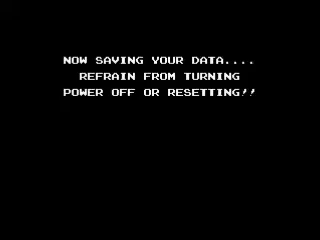 NOW SAVING YOUR DATA....
REFRAIN FROM TURNING
POWER OFF OR RESETTING!!